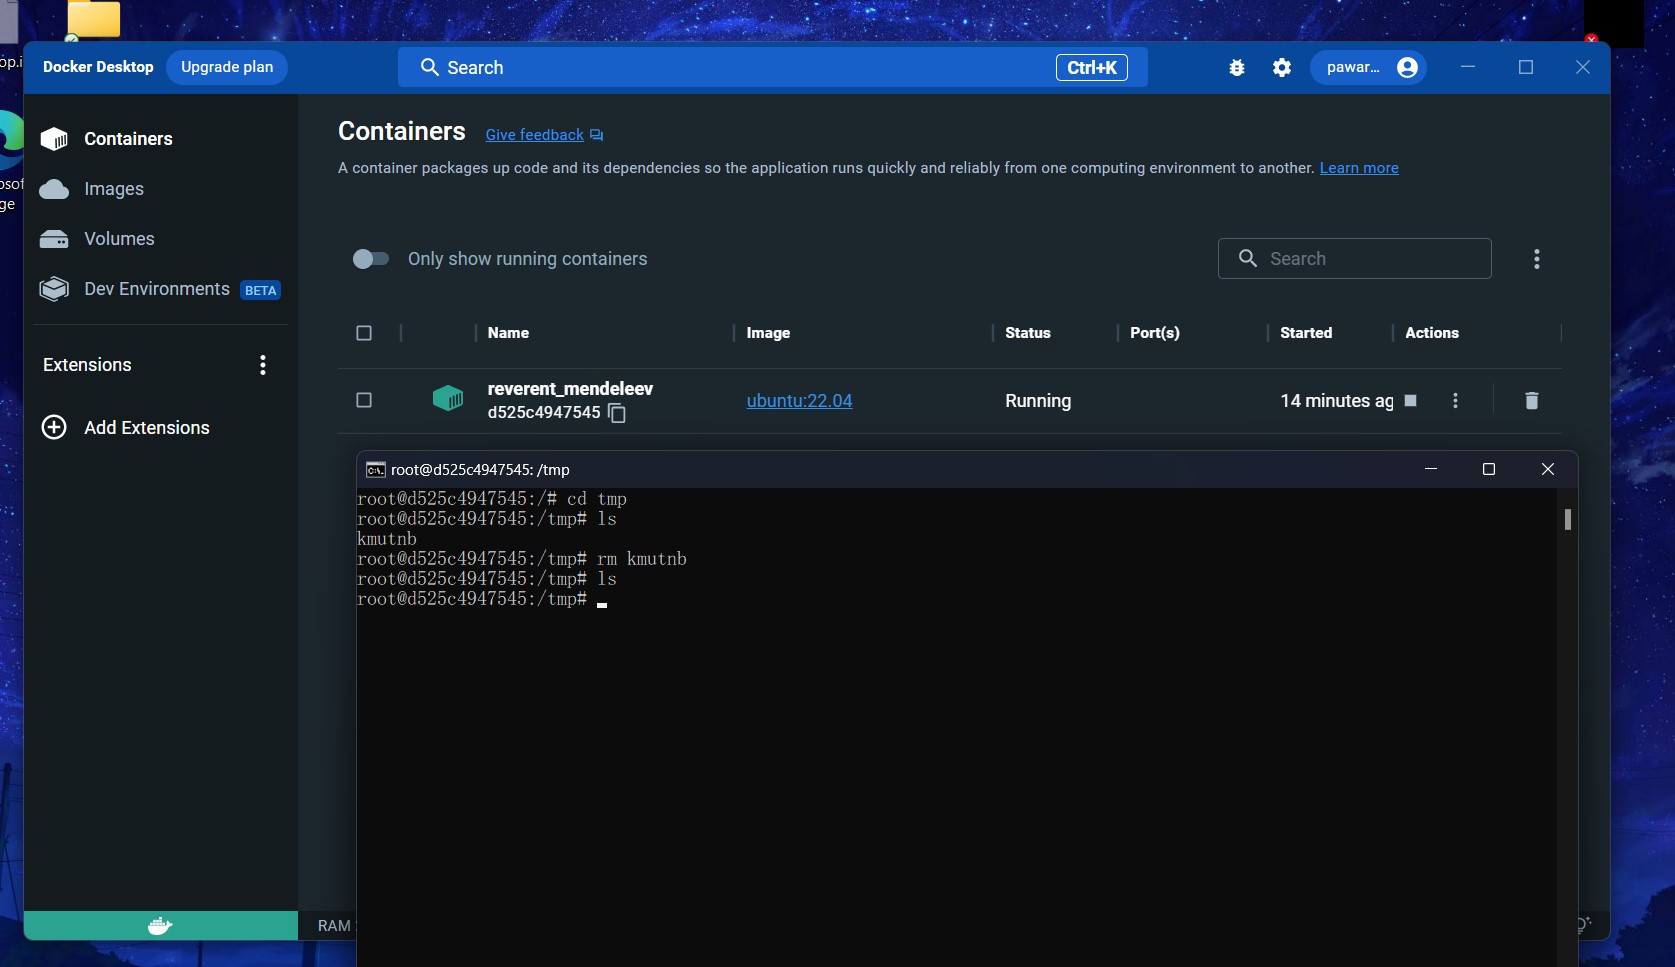 op.i
osof
ge
Docker Desktop
Upgrade plan
Search
Ctrl+K
pawar...
Containers
Images
Volumes
Dev Environments BETA
Extensions
Add Extensions
Containers Give feedback
A container packages up code and its dependencies so the application runs quickly and reliably from one computing environment to another. Learn more
Only show running containers
Search
Name Image Status Port(s) Started Actions
reverent_mendeleev
d525c4947545
ubuntu:22.04
Running
14 minutes ag
root@d525c4947545: /tmp
root@d525c4947545:/# cd tmp
root@d525c4947545:/tmp# ls
kmutnb
root@d525c4947545:/tmp# rm kmutnb
root@d525c4947545:/tmp# ls
root@d525c4947545:/tmp#
RAM